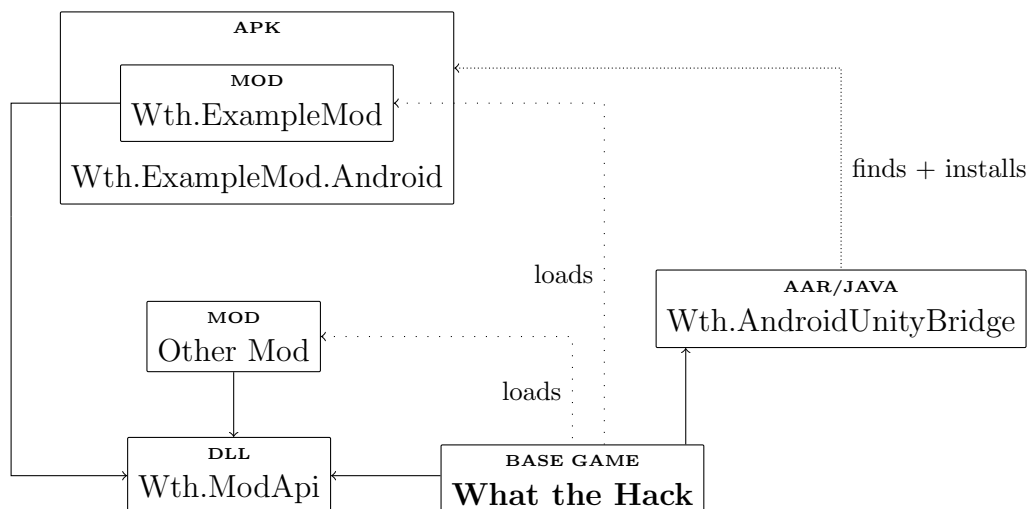 APK
MOD
Wth.ExampleMod
Wth.ExampleMod.Android
finds + installs
loads
AAR/JAVA
Wth.AndroidUnityBridge
MOD
Other Mod
loads
DLL
Wth.ModApi
BASE GAME
What the Hack